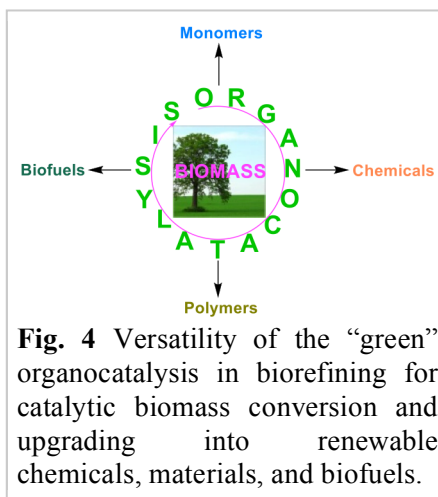 Monomers
ORGANOCATALYSIS
Biofuels
BIOMASS
Chemicals
Polymers
Fig. 4 Versatility of the “green”
organocatalysis in biorefining for
catalytic biomass conversion and
upgrading into renewable
chemicals, materials, and biofuels.